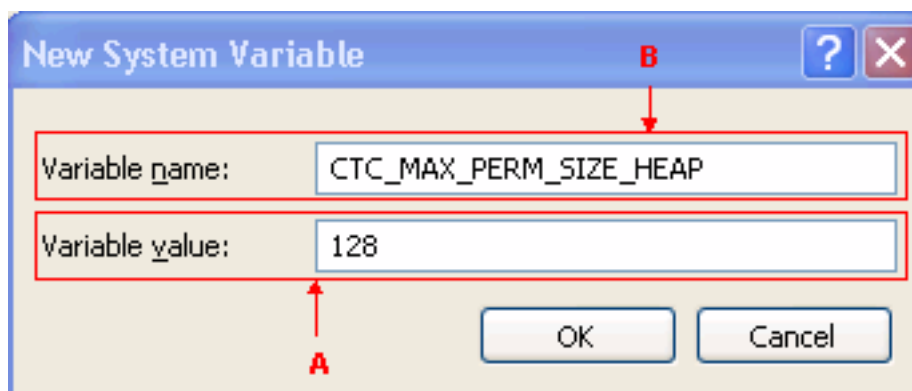 New System Variable
B
Variable name: CTC_MAX_PERM_SIZE_HEAP
Variable value: 128
A
OK Cancel